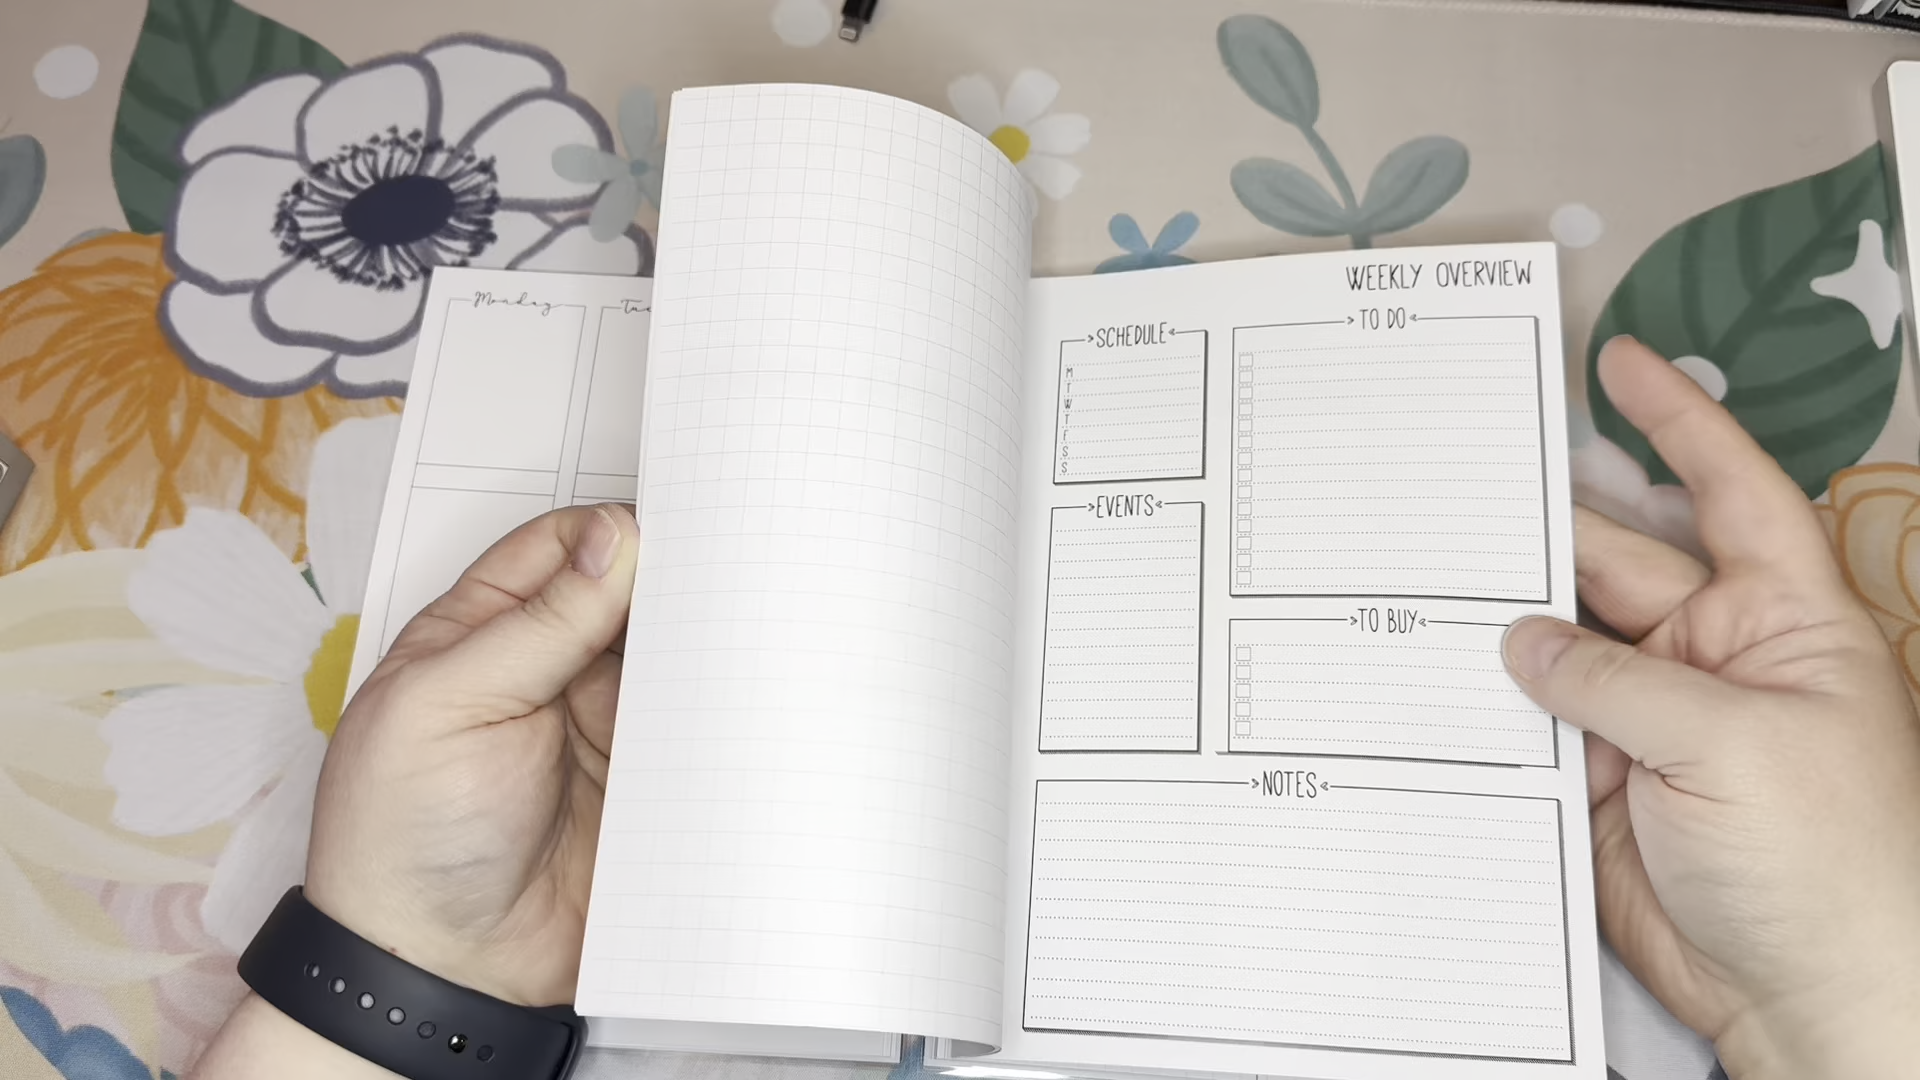 Monday
WEEKLY OVERVIEW
SCHEDULE
M
T
W
T
F
S
S
TO DO
EVENTS
TO BUY
NOTES